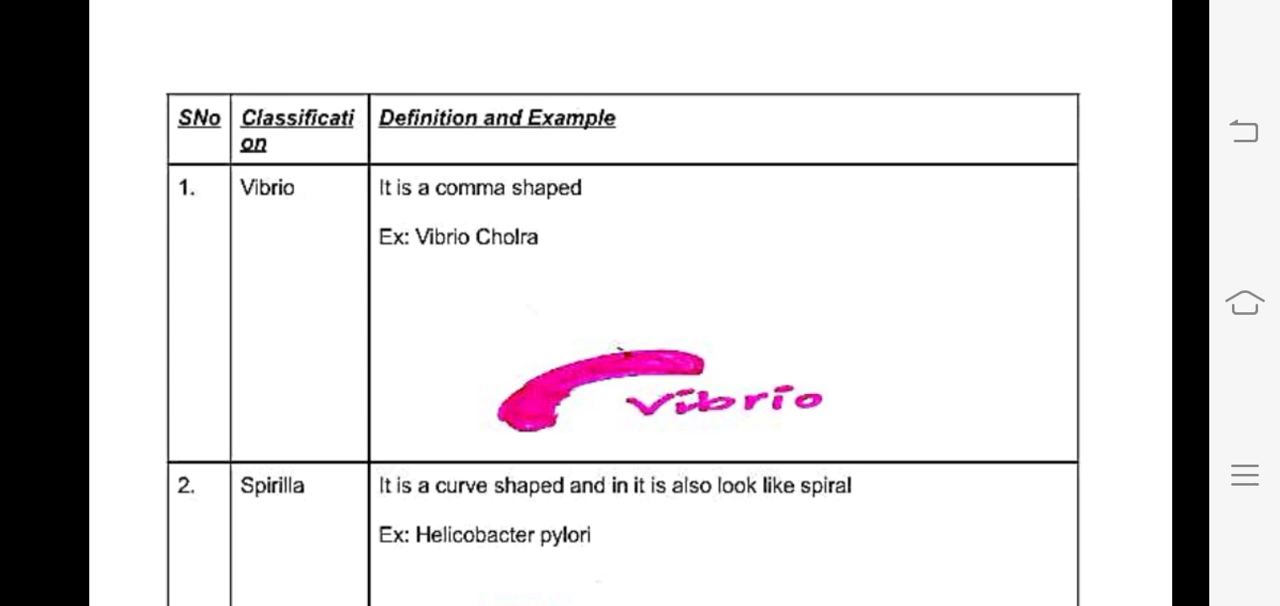 SNo Classificati Definition and Example
on
1. Vibrio It is a comma shaped
Ex: Vibrio Cholra
Vibrio
2. Spirilla It is a curve shaped and in it is also look like spiral
Ex: Helicobacter pylori